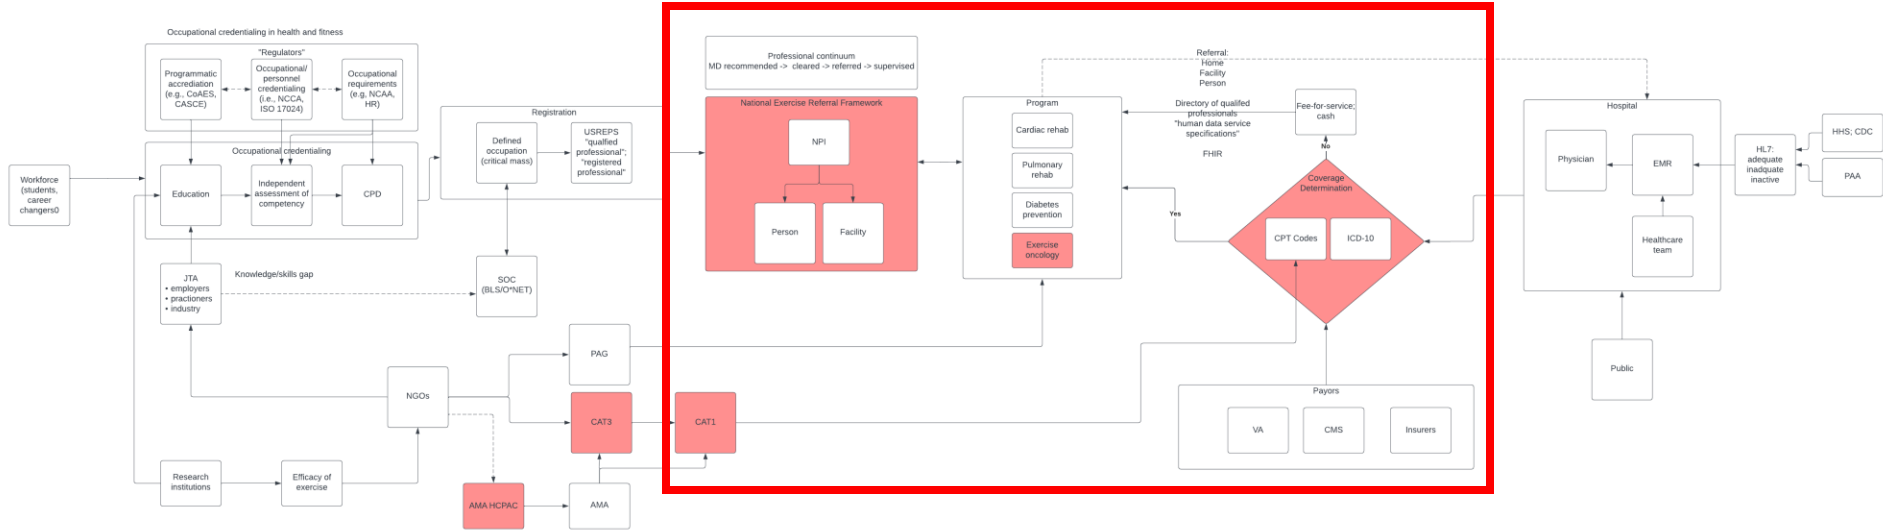 Occupational credentialing in health and fitness
"Regulators"
Programmatic
accrediation
(e.g., CoAES,
CASCE)
Occupational/
personnel
credentialing
(i.e., NCCA,
ISO 17024)
Occupational
requirements
(e.g, NCAA,
HR)
Occupational credentialing
Education
Independent
assessment of
competency
CPD
Workforce
(students,
career
changers0
JTA
• employers
• practioners
• industry
Knowledge/skills gap
Registration
Defined
occupation
(critical mass)
USREPS
"qualfied
professional";
"registered
professional"
SOC
(BLS/O*NET)
PAG
NGOs
CAT3
CAT1
Research
institutions
Efficacy of
exercise
AMA HCPAC
AMA
Professional continuum
MD recommended -> cleared -> referred -> supervised
National Exercise Referral Framework
NPI
Person
Facility
Program
Cardiac rehab
Pulmonary
rehab
Diabetes
prevention
Exercise
oncology
Referral:
Home
Facility
Person
Directory of qualifed
professionals
"human data service
specifications"
FHIR
Fee-for-service;
cash
No
Yes
Coverage
Determination
CPT Codes
ICD-10
Payors
VA
CMS
Insurers
Hospital
Physician
EMR
Healthcare
team
HL7:
adequate
inadquate
inactive
HHS; CDC
PAA
Public